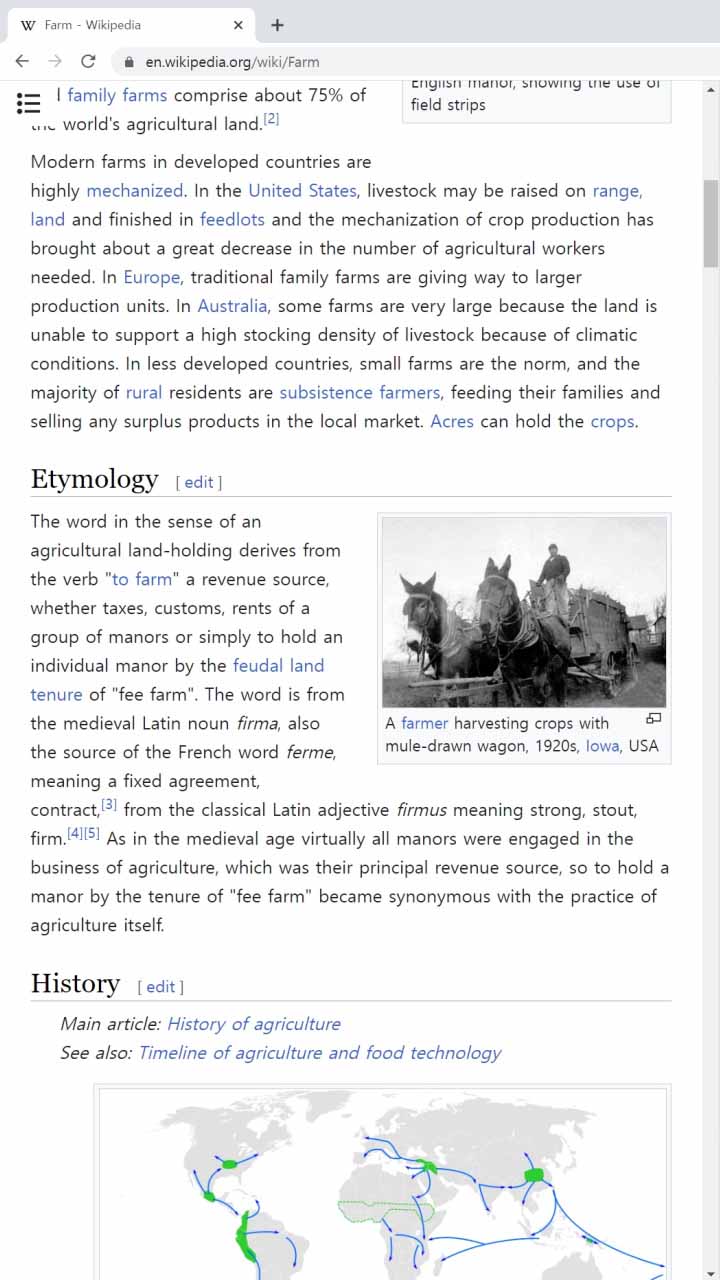 Farm - Wikipedia
en.wikipedia.org/wiki/Farm
l family farms comprise about 75% of
world's agricultural land.[2]
English manor, showing the use of
field strips
Modern farms in developed countries are
highly mechanized. In the United States, livestock may be raised on range,
land and finished in feedlots and the mechanization of crop production has
brought about a great decrease in the number of agricultural workers
needed. In Europe, traditional family farms are giving way to larger
production units. In Australia, some farms are very large because the land is
unable to support a high stocking density of livestock because of climatic
conditions. In less developed countries, small farms are the norm, and the
majority of rural residents are subsistence farmers, feeding their families and
selling any surplus products in the local market. Acres can hold the crops.
Etymology [ edit ]
The word in the sense of an
agricultural land-holding derives from
the verb "to farm" a revenue source,
whether taxes, customs, rents of a
group of manors or simply to hold an
individual manor by the feudal land
tenure of "fee farm". The word is from
the medieval Latin noun firma, also
the source of the French word ferme,
meaning a fixed agreement,
contract,[3] from the classical Latin adjective firmus meaning strong, stout,
firm.[4][5] As in the medieval age virtually all manors were engaged in the
business of agriculture, which was their principal revenue source, so to hold a
manor by the tenure of "fee farm" became synonymous with the practice of
agriculture itself.
A farmer harvesting crops with
mule-drawn wagon, 1920s, Iowa, USA
History [ edit ]
Main article: History of agriculture
See also: Timeline of agriculture and food technology